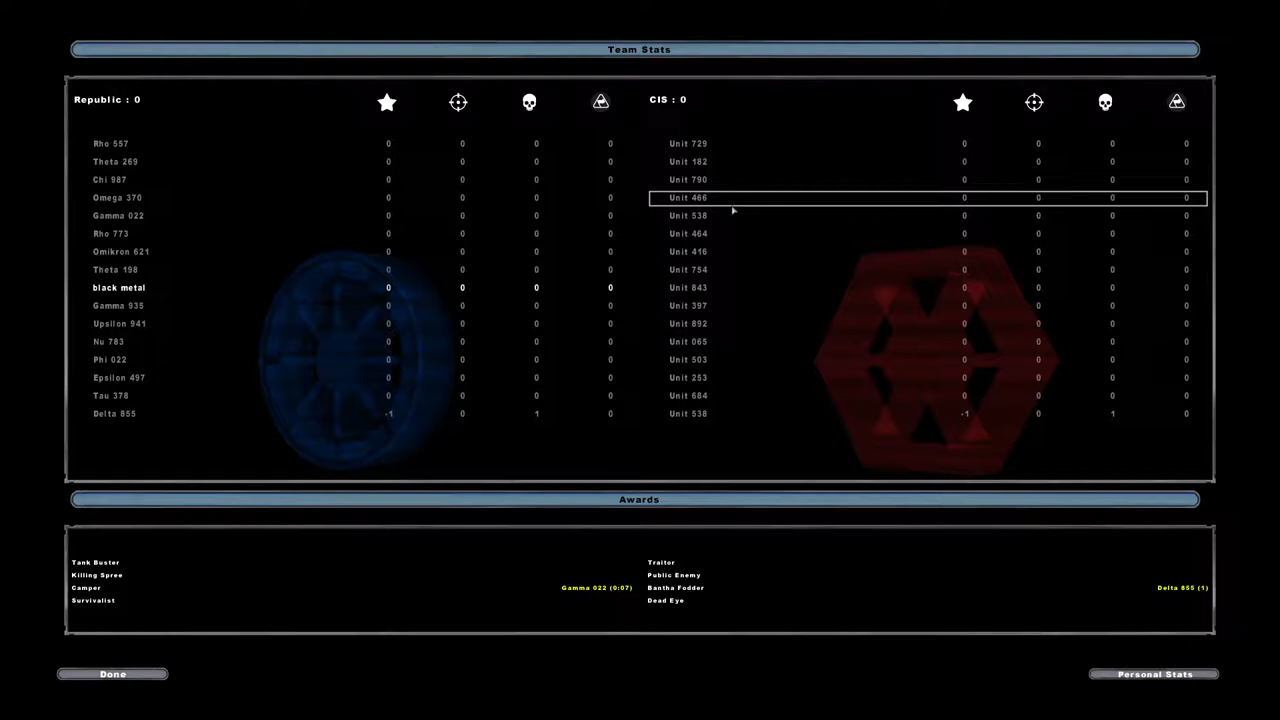 Team Stats
Republic : 0
Rho 557 0 0 0 0
Theta 269 0 0 0 0
Chi 987 0 0 0 0
Omega 370 0 0 0 0
Gamma 022 0 0 0 0
Rho 773 0 0 0 0
Omikron 621 0 0 0 0
Theta 198 0 0 0 0
black metal 0 0 0 0
Gamma 935 0 0 0 0
Upsilon 941 0 0 0 0
Nu 783 0 0 0 0
Phi 022 0 0 0 0
Epsilon 497 0 0 0 0
Tau 378 0 0 0 0
Delta 855 -1 0 1 0
CIS : 0
Unit 729 0 0 0 0
Unit 182 0 0 0 0
Unit 790 0 0 0 0
Unit 466 0 0 0 0
Unit 538 0 0 0 0
Unit 464 0 0 0 0
Unit 416 0 0 0 0
Unit 754 0 0 0 0
Unit 843 0 0 0 0
Unit 397 0 0 0 0
Unit 892 0 0 0 0
Unit 065 0 0 0 0
Unit 503 0 0 0 0
Unit 253 0 0 0 0
Unit 684 0 0 0 0
Unit 538 -1 0 1 0
Awards
Tank Buster
Killing Spree
Camper Gamma 022 (0:07)
Survivalist
Traitor
Public Enemy
Bantha Fodder Delta 855 (1)
Dead Eye
Done
Personal Stats